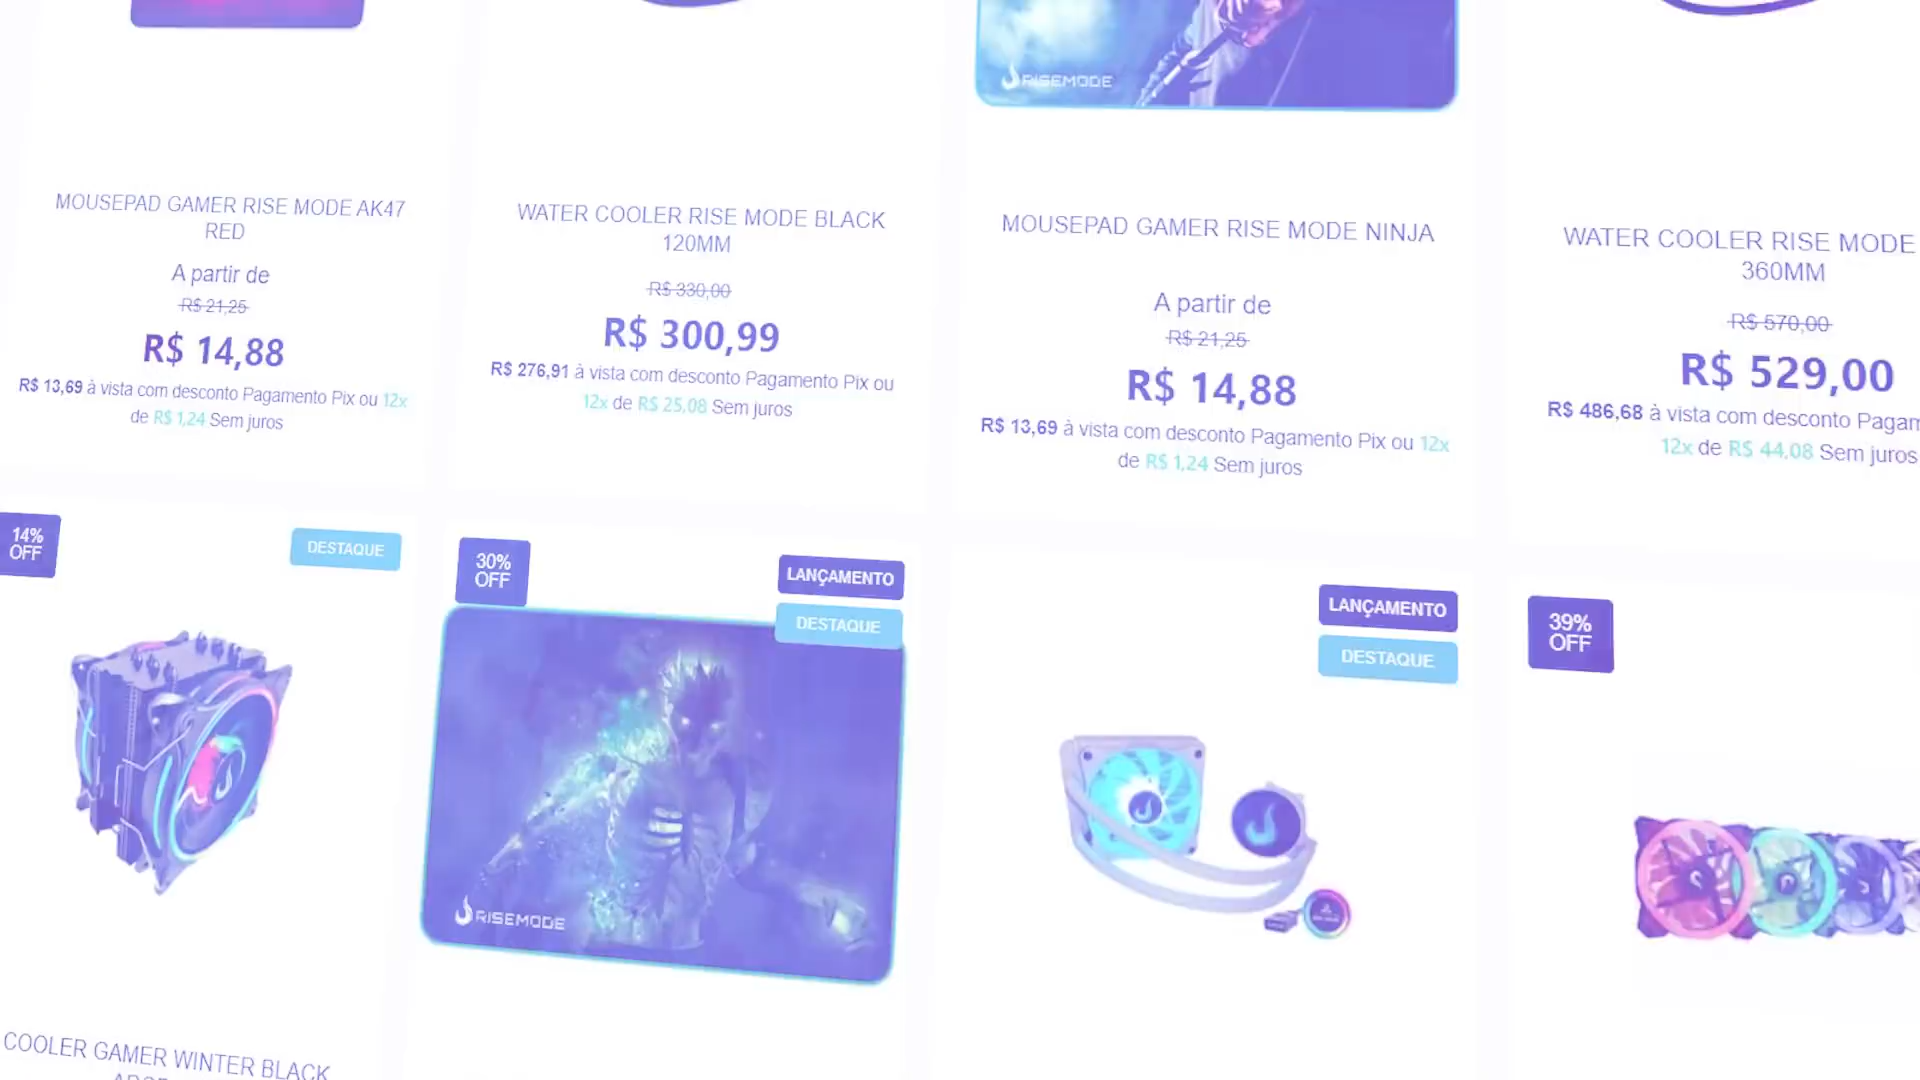 RISEMODE
MOUSEPAD GAMER RISE MODE AK47
RED
A partir de
R$ 21,25
R$ 14,88
R$ 13,69 à vista com desconto Pagamento Pix ou 12x
de R$ 1,24 Sem juros
WATER COOLER RISE MODE BLACK
120MM
R$ 330,00
R$ 300,99
R$ 276,91 à vista com desconto Pagamento Pix ou
12x de R$ 25,08 Sem juros
MOUSEPAD GAMER RISE MODE NINJA
A partir de
R$ 21,25
R$ 14,88
R$ 13,69 à vista com desconto Pagamento Pix ou 12x
de R$ 1,24 Sem juros
WATER COOLER RISE MODE
360MM
R$ 570,00
R$ 529,00
R$ 486,68 à vista com desconto
12x de R$ 44,08 Sem juros
14%
OFF
DESTAQUE
30%
OFF
LANÇAMENTO
DESTAQUE
RISEMODE
LANÇAMENTO
DESTAQUE
39%
OFF
COOLER GAMER WINTER BLACK